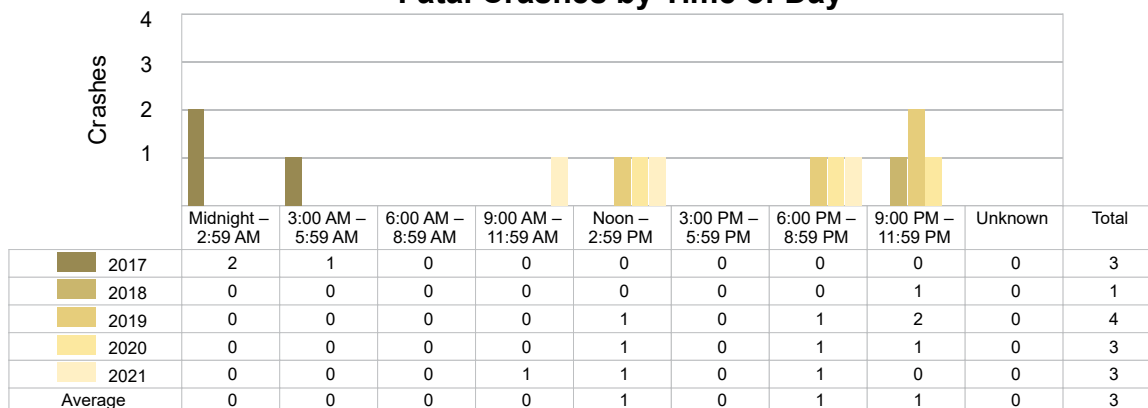 Fatal Crashes by Time of Day
4
3
2
1
Crashes
Midnight – 2:59 AM 3:00 AM – 5:59 AM 6:00 AM – 8:59 AM 9:00 AM – 11:59 AM Noon – 2:59 PM 3:00 PM – 5:59 PM 6:00 PM – 8:59 PM 9:00 PM – 11:59 PM Unknown Total
2017 2 1 0 0 0 0 0 0 0 3
2018 0 0 0 0 0 0 0 1 0 1
2019 0 0 0 0 1 0 1 2 0 4
2020 0 0 0 0 1 0 1 1 0 3
2021 0 0 0 1 1 0 1 0 0 3
Average 0 0 0 0 1 0 1 1 0 3